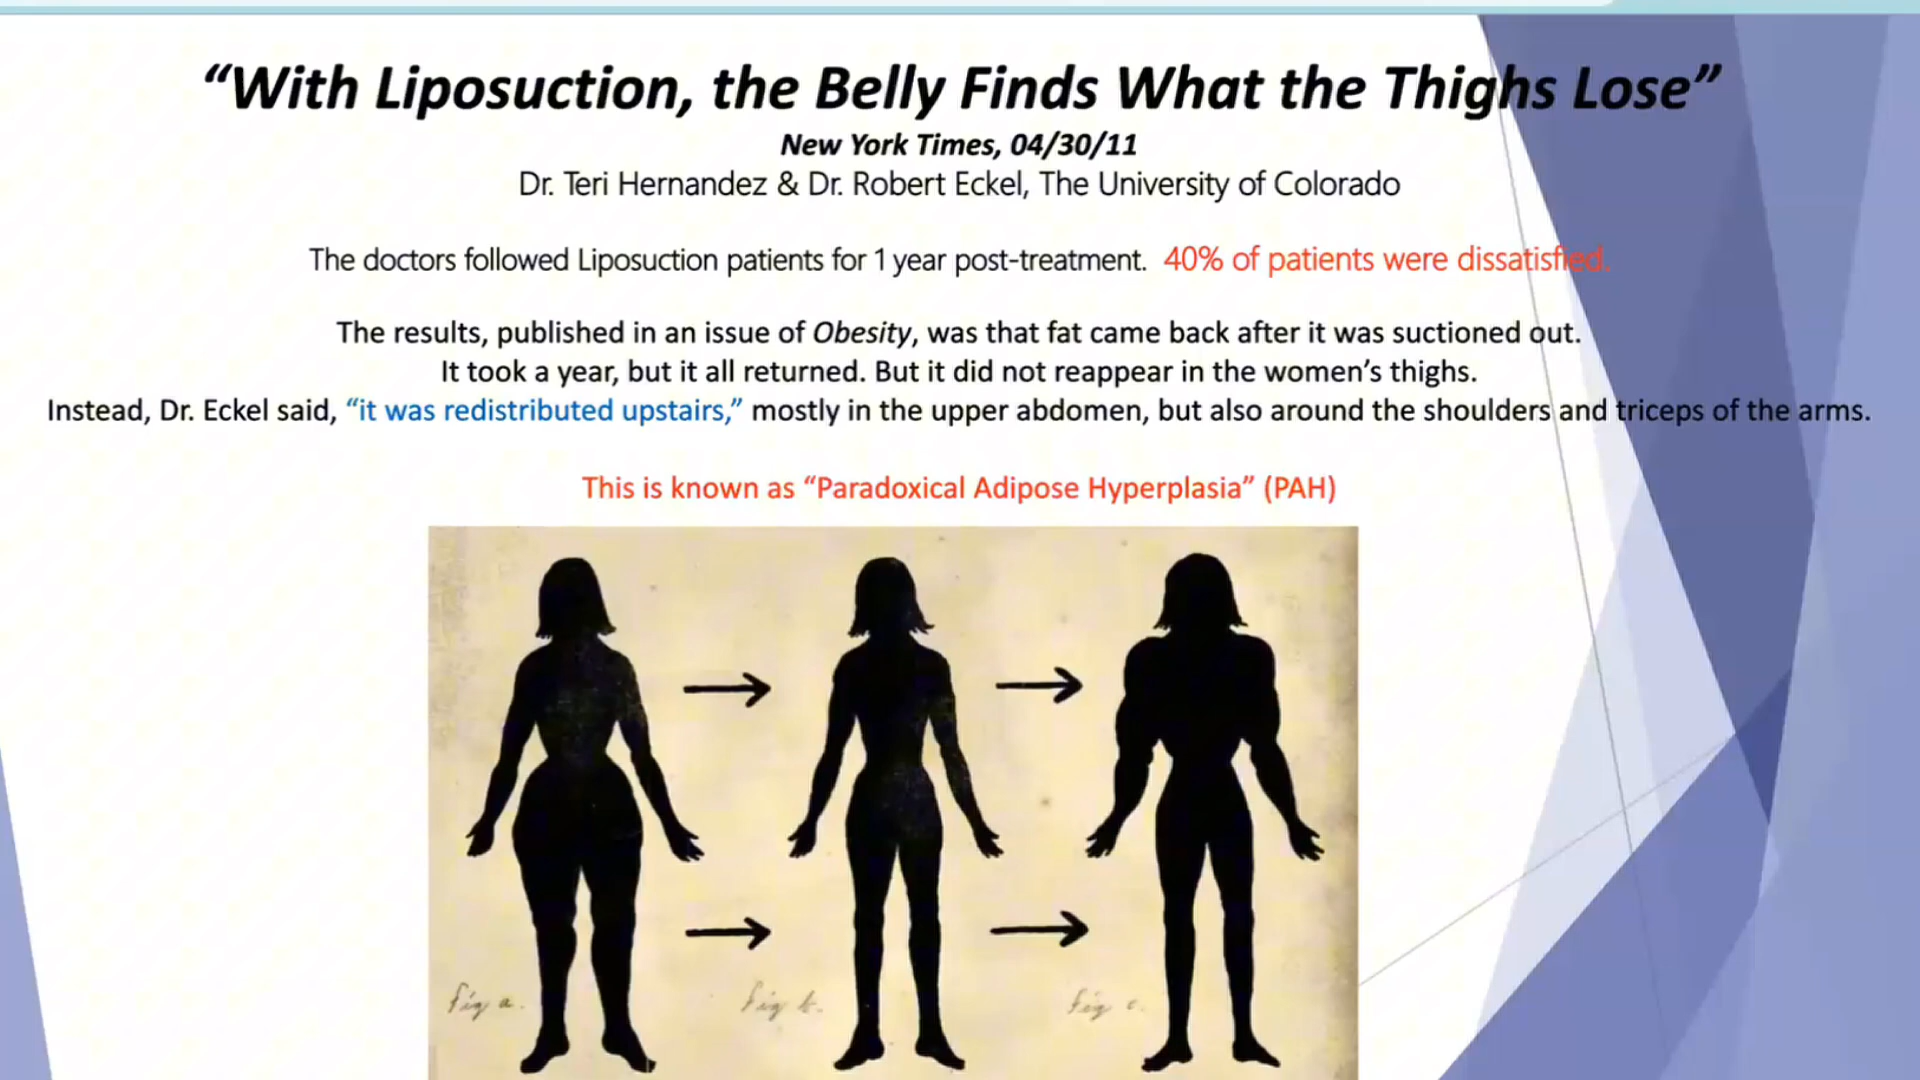 “With Liposuction, the Belly Finds What the Thighs Lose”
New York Times, 04/30/11
Dr. Teri Hernandez & Dr. Robert Eckel, The University of Colorado
The doctors followed Liposuction patients for 1 year post-treatment. 40% of patients were dissatisfied.
The results, published in an issue of Obesity, was that fat came back after it was suctioned out.
It took a year, but it all returned. But it did not reappear in the women’s thighs.
Instead, Dr. Eckel said, “it was redistributed upstairs,” mostly in the upper abdomen, but also around the shoulders and triceps of the arms.
This is known as “Paradoxical Adipose Hyperplasia” (PAH)
fig a.
fig b.
fig c.